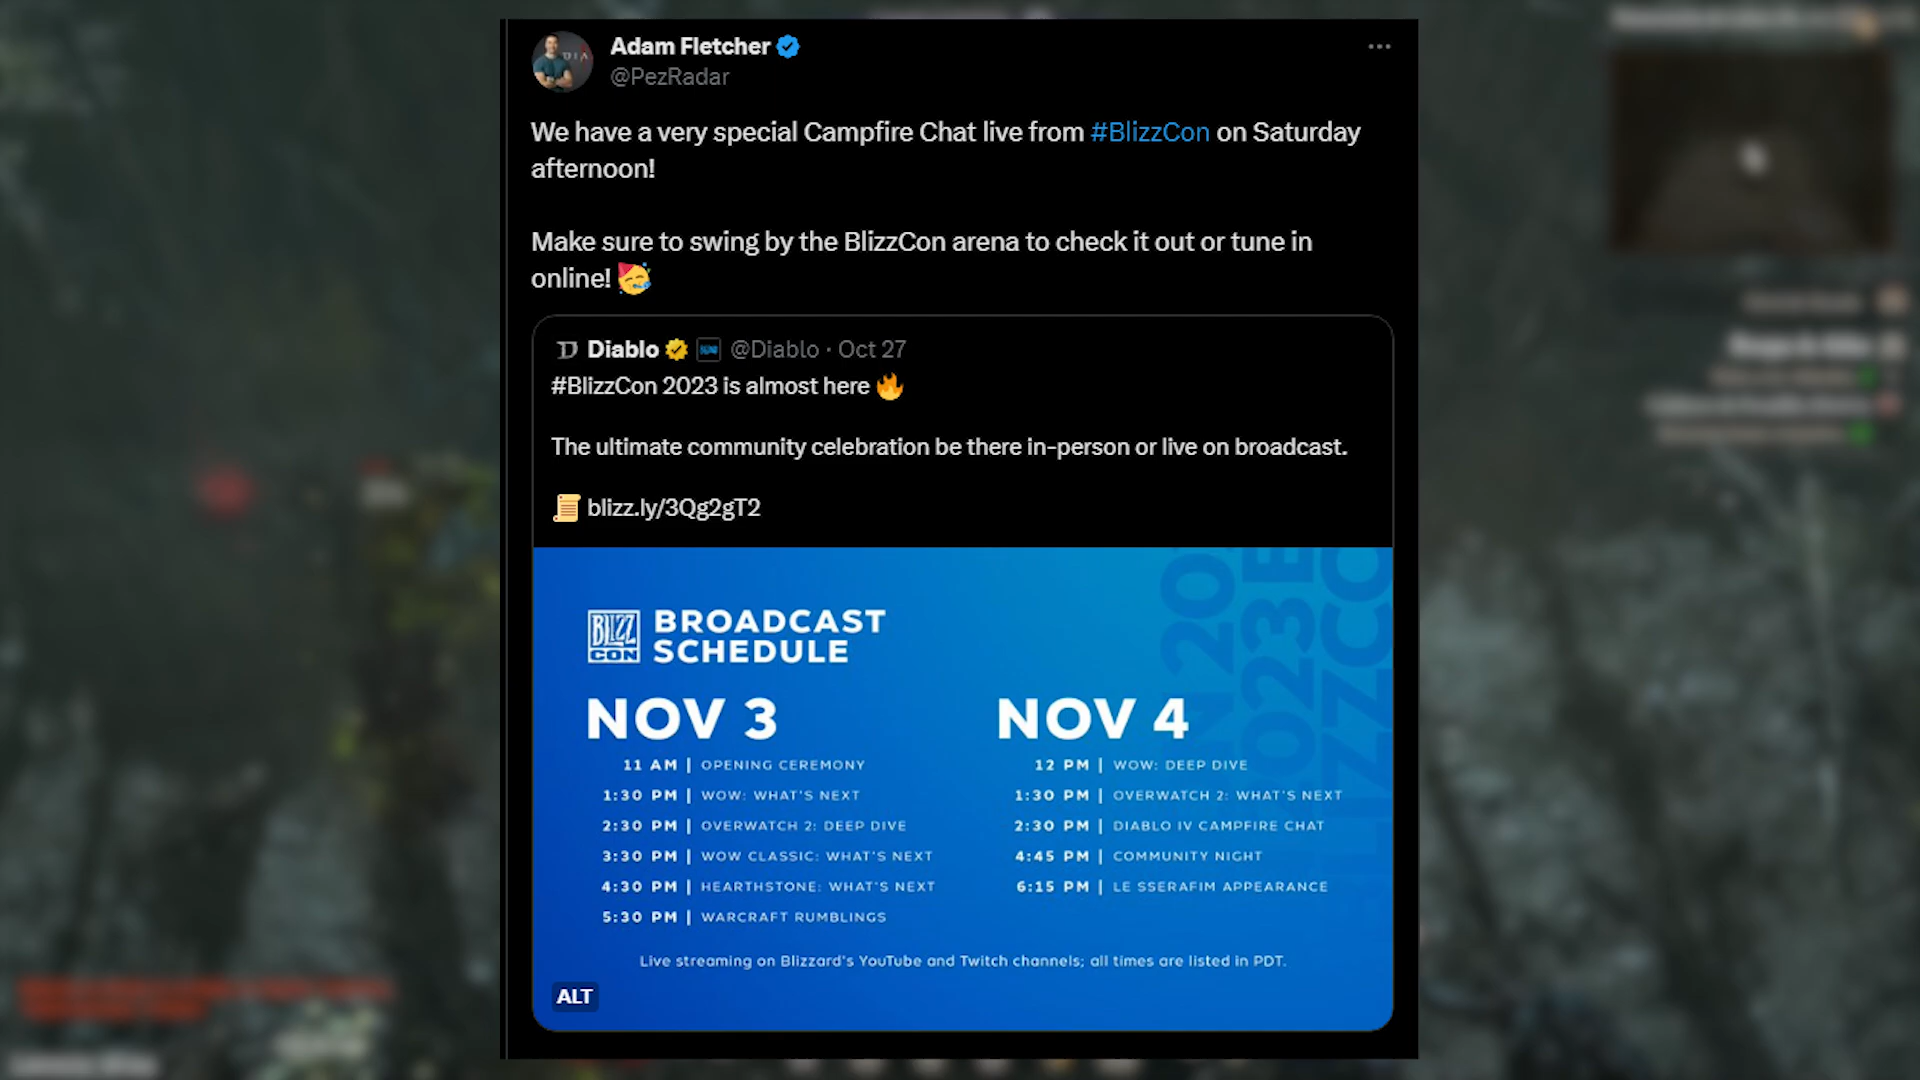 Adam Fletcher
@PezRadar
We have a very special Campfire Chat live from #BlizzCon on Saturday
afternoon!
Make sure to swing by the BlizzCon arena to check it out or tune in
online! 🥳
Diablo @Diablo · Oct 27
#BlizzCon 2023 is almost here 🔥
The ultimate community celebration be there in-person or live on broadcast.
📜 blizz.ly/3Qg2gT2
BLIZZ
CON
BROADCAST
SCHEDULE
NOV 3
11 AM | OPENING CEREMONY
1:30 PM | WOW: WHAT'S NEXT
2:30 PM | OVERWATCH 2: DEEP DIVE
3:30 PM | WOW CLASSIC: WHAT'S NEXT
4:30 PM | HEARTHSTONE: WHAT'S NEXT
5:30 PM | WARCRAFT RUMBLINGS
NOV 4
12 PM | WOW: DEEP DIVE
1:30 PM | OVERWATCH 2: WHAT'S NEXT
2:30 PM | DIABLO IV CAMPFIRE CHAT
4:45 PM | COMMUNITY NIGHT
6:15 PM | LE SSERAFIM APPEARANCE
Live streaming on Blizzard's YouTube and Twitch channels; all times are listed in PDT.
ALT